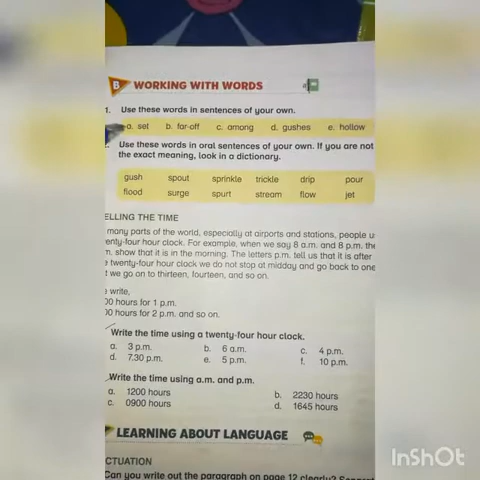 B WORKING WITH WORDS
1. Use these words in sentences of your own.
a. set b. far-off c. among d. gushes e. hollow
Use these words in oral sentences of your own. If you are not
the exact meaning, look in a dictionary.
gush spout sprinkle trickle drip pour
flood surge spurt stream flow jet
ELLING THE TIME
many parts of the world, especially at airports and stations, people u
enty-four hour clock. For example, when we say 8 a.m. and 8 p.m. the
m. show that it is in the morning. The letters p.m. tell us that it is after
twenty-four hour clock we do not stop at midday and go back to one
t we go on to thirteen, fourteen, and so on.
write,
00 hours for 1 p.m.
00 hours for 2 p.m. and so on.
Write the time using a twenty-four hour clock.
a. 3 p.m. b. 6 a.m. c. 4 p.m.
d. 7.30 p.m. e. 5 p.m. f. 10 p.m.
Write the time using a.m. and p.m.
a. 1200 hours b. 2230 hours
c. 0900 hours d. 1645 hours
LEARNING ABOUT LANGUAGE
CTUATION
Can you write out the paragraph on page 12 clearly?
InShOt